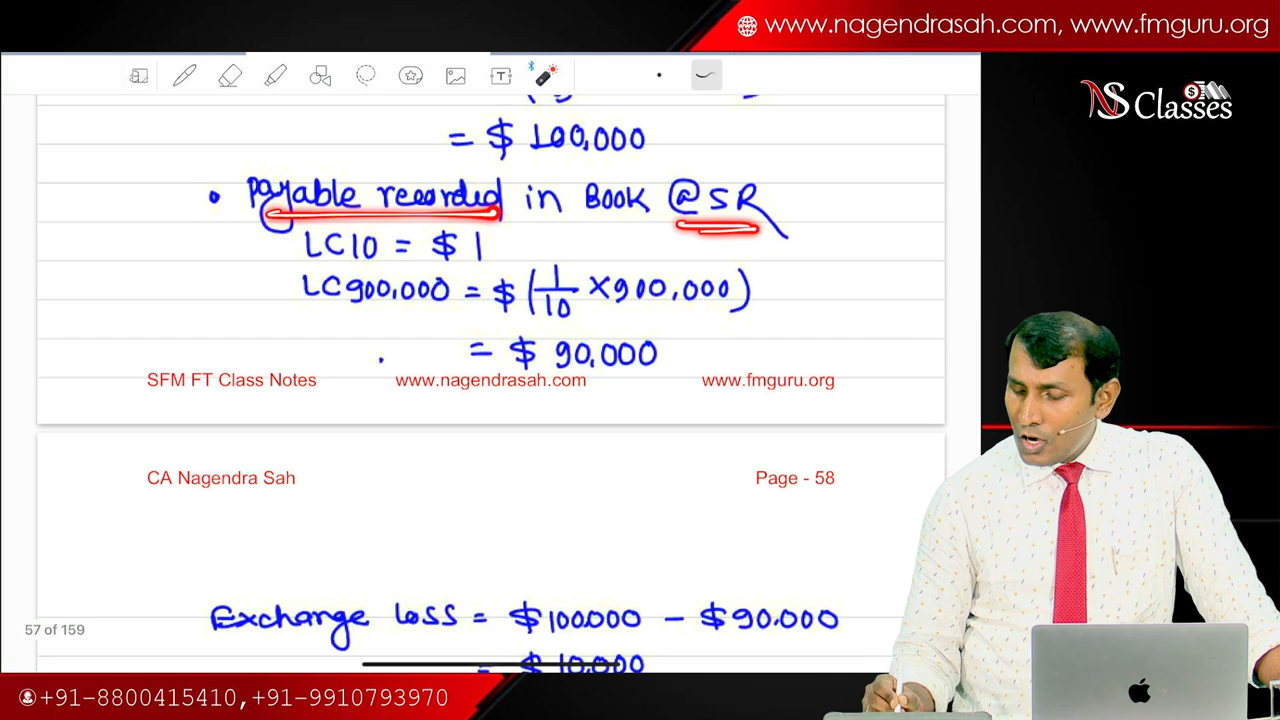 www.nagendrasah.com, www.fmguru.org
NS Classes
= $ 100,000
• Payable recorded in Book @ SR
LC10 = $ 1
LC900,000 = $ (1/10 × 900,000)
= $ 90,000
SFM FT Class Notes www.nagendrasah.com www.fmguru.org
CA Nagendra Sah Page - 58
Exchange loss = $100000 - $90,000
57 of 159
= $ 10,000
+91-8800415410,+91-9910793970